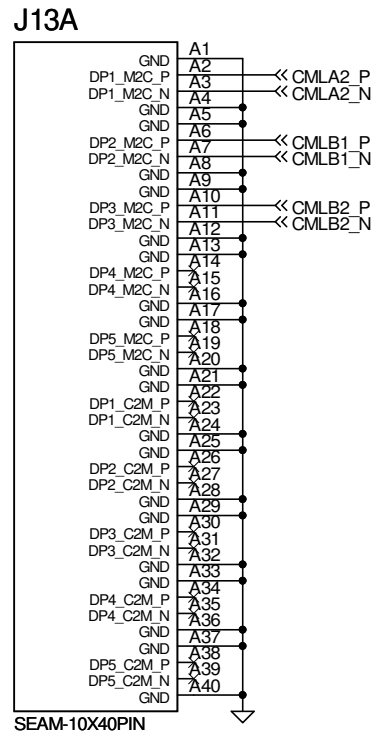 J13A
GND A1
DP1_M2C_P A2 CMLA2_P
DP1_M2C_N A3 CMLA2_N
GND A4
GND A5
DP2_M2C_P A6 CMLB1_P
DP2_M2C_N A7 CMLB1_N
GND A8
GND A9
DP3_M2C_P A10 CMLB2_P
DP3_M2C_N A11 CMLB2_N
GND A12
GND A13
DP4_M2C_P A14
DP4_M2C_N A15
GND A16
GND A17
DP5_M2C_P A18
DP5_M2C_N A19
GND A20
GND A21
DP1_C2M_P A22
DP1_C2M_N A23
GND A24
GND A25
DP2_C2M_P A26
DP2_C2M_N A27
GND A28
GND A29
DP3_C2M_P A30
DP3_C2M_N A31
GND A32
GND A33
DP4_C2M_P A34
DP4_C2M_N A35
GND A36
GND A37
DP5_C2M_P A38
DP5_C2M_N A39
GND A40
SEAM-10X40PIN